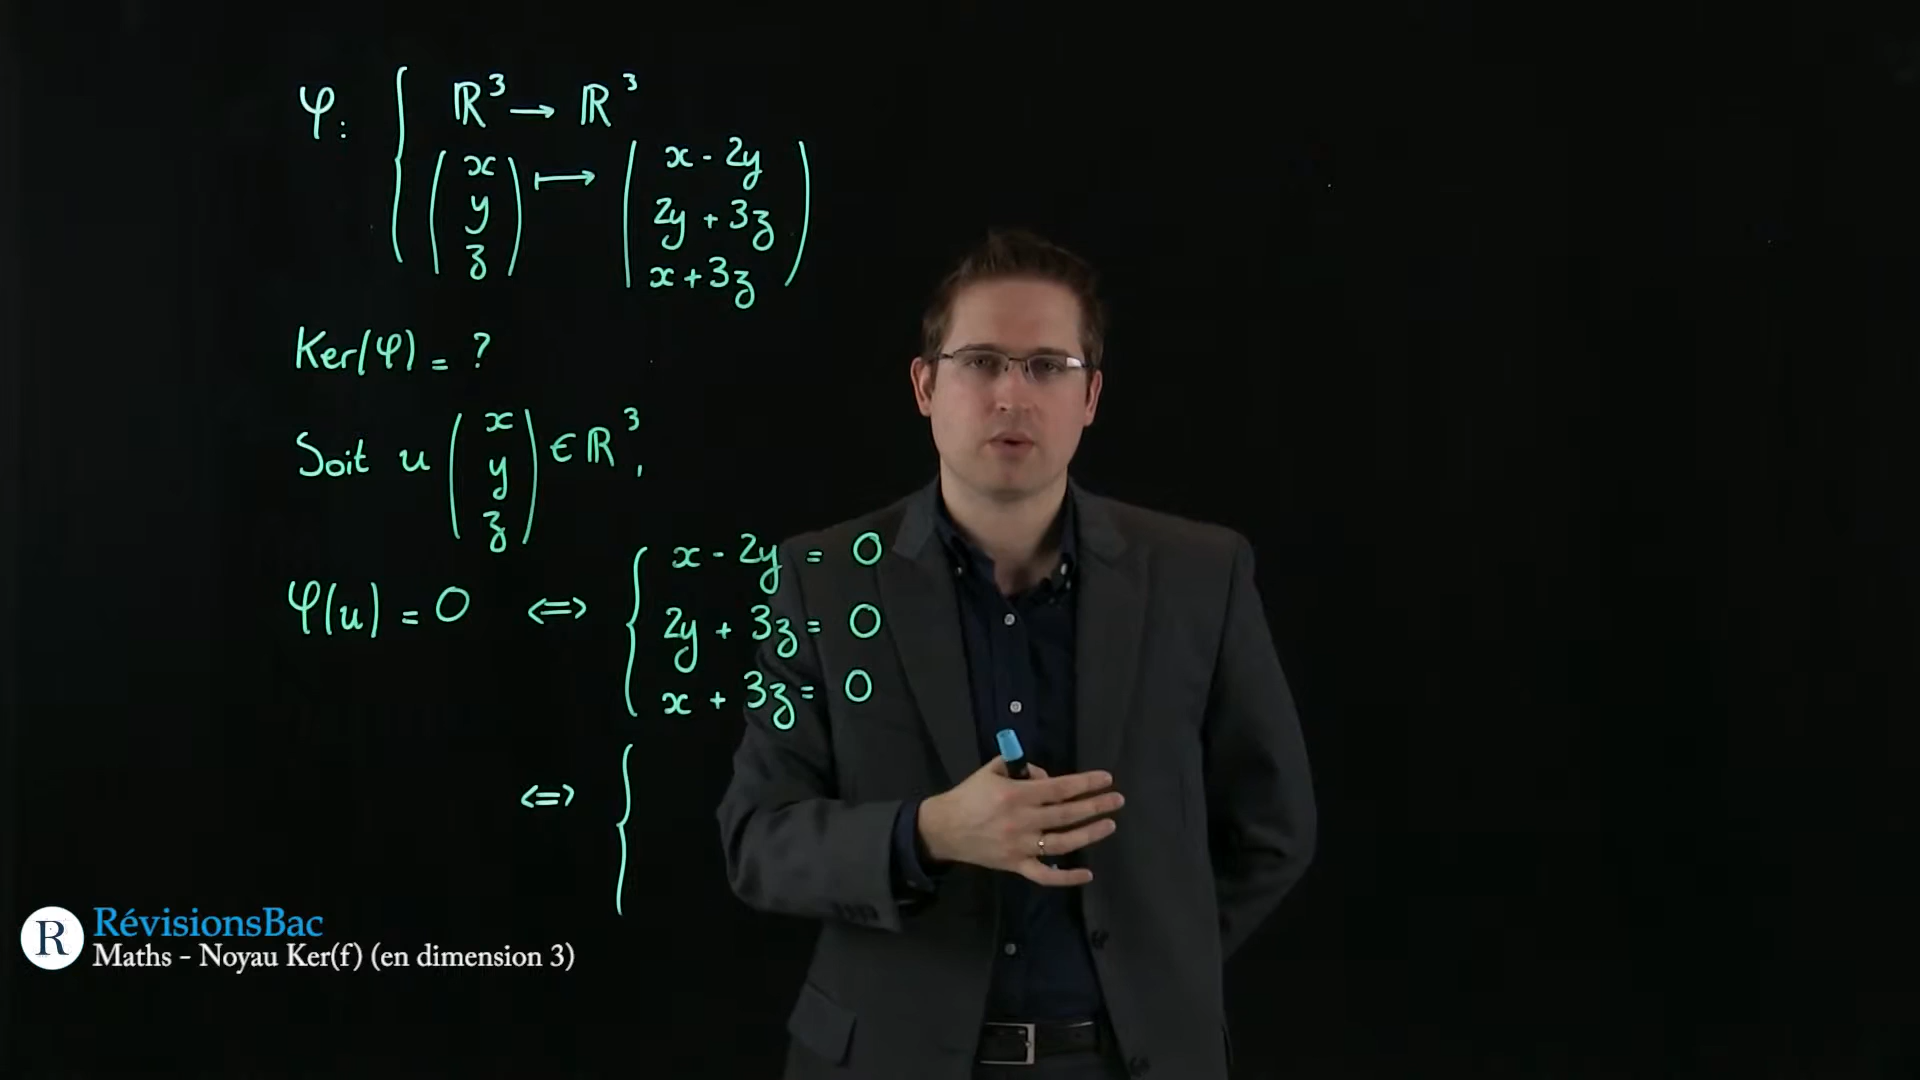 φ: { ℝ³ → ℝ³
(x y z) ↦ (x - 2y, 2y + 3z, x + 3z)
Ker(φ) = ?
Soit u (x y z) ∈ ℝ³,
φ(u) = 0 <=> { x - 2y = 0
2y + 3z = 0
x + 3z = 0
<=> {
R RévisionsBac
Maths - Noyau Ker(f) (en dimension 3)